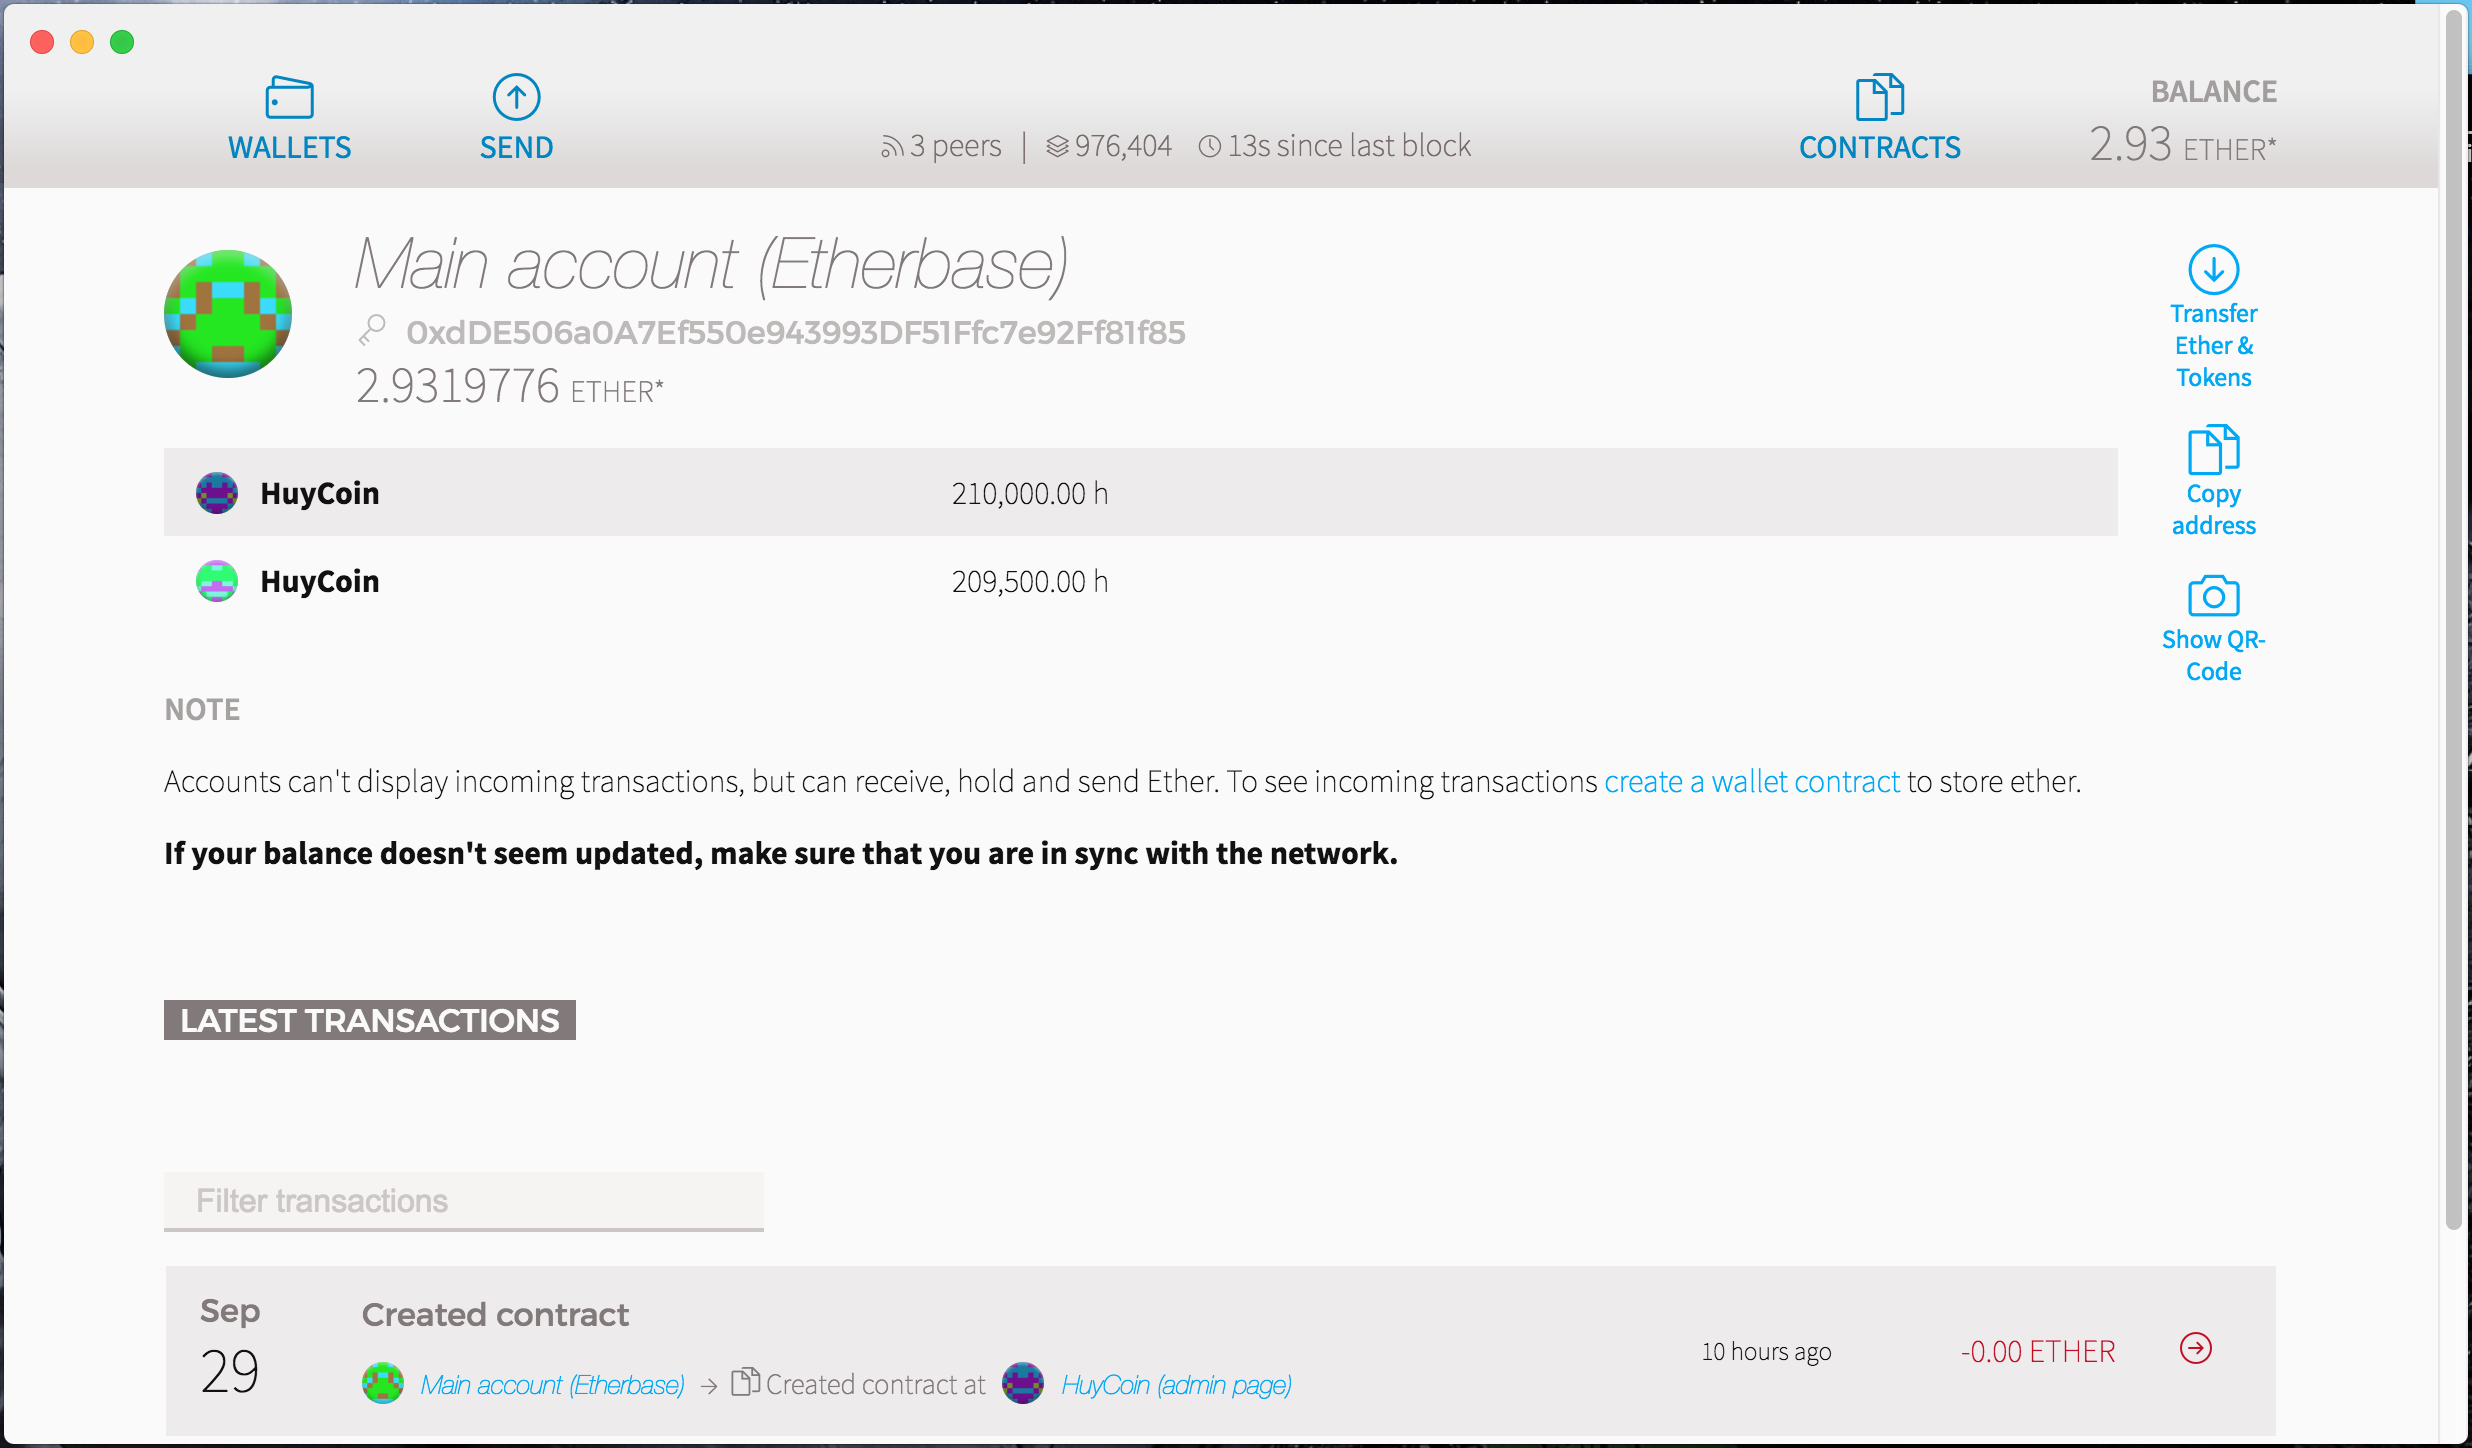 WALLETS
SEND
3 peers | 976,404 13s since last block
CONTRACTS
BALANCE
2.93 ETHER*
Main account (Etherbase)
0xdDE506a0A7Ef550e943993DF51Ffc7e92Ff81f85
2.9319776 ETHER*
Transfer
Ether &
Tokens
Copy
address
Show QR-
Code
HuyCoin 210,000.00 h
HuyCoin 209,500.00 h
NOTE
Accounts can't display incoming transactions, but can receive, hold and send Ether. To see incoming transactions create a wallet contract to store ether.
If your balance doesn't seem updated, make sure that you are in sync with the network.
LATEST TRANSACTIONS
Filter transactions
Sep
29
Created contract
Main account (Etherbase) → Created contract at HuyCoin (admin page)
10 hours ago
-0.00 ETHER